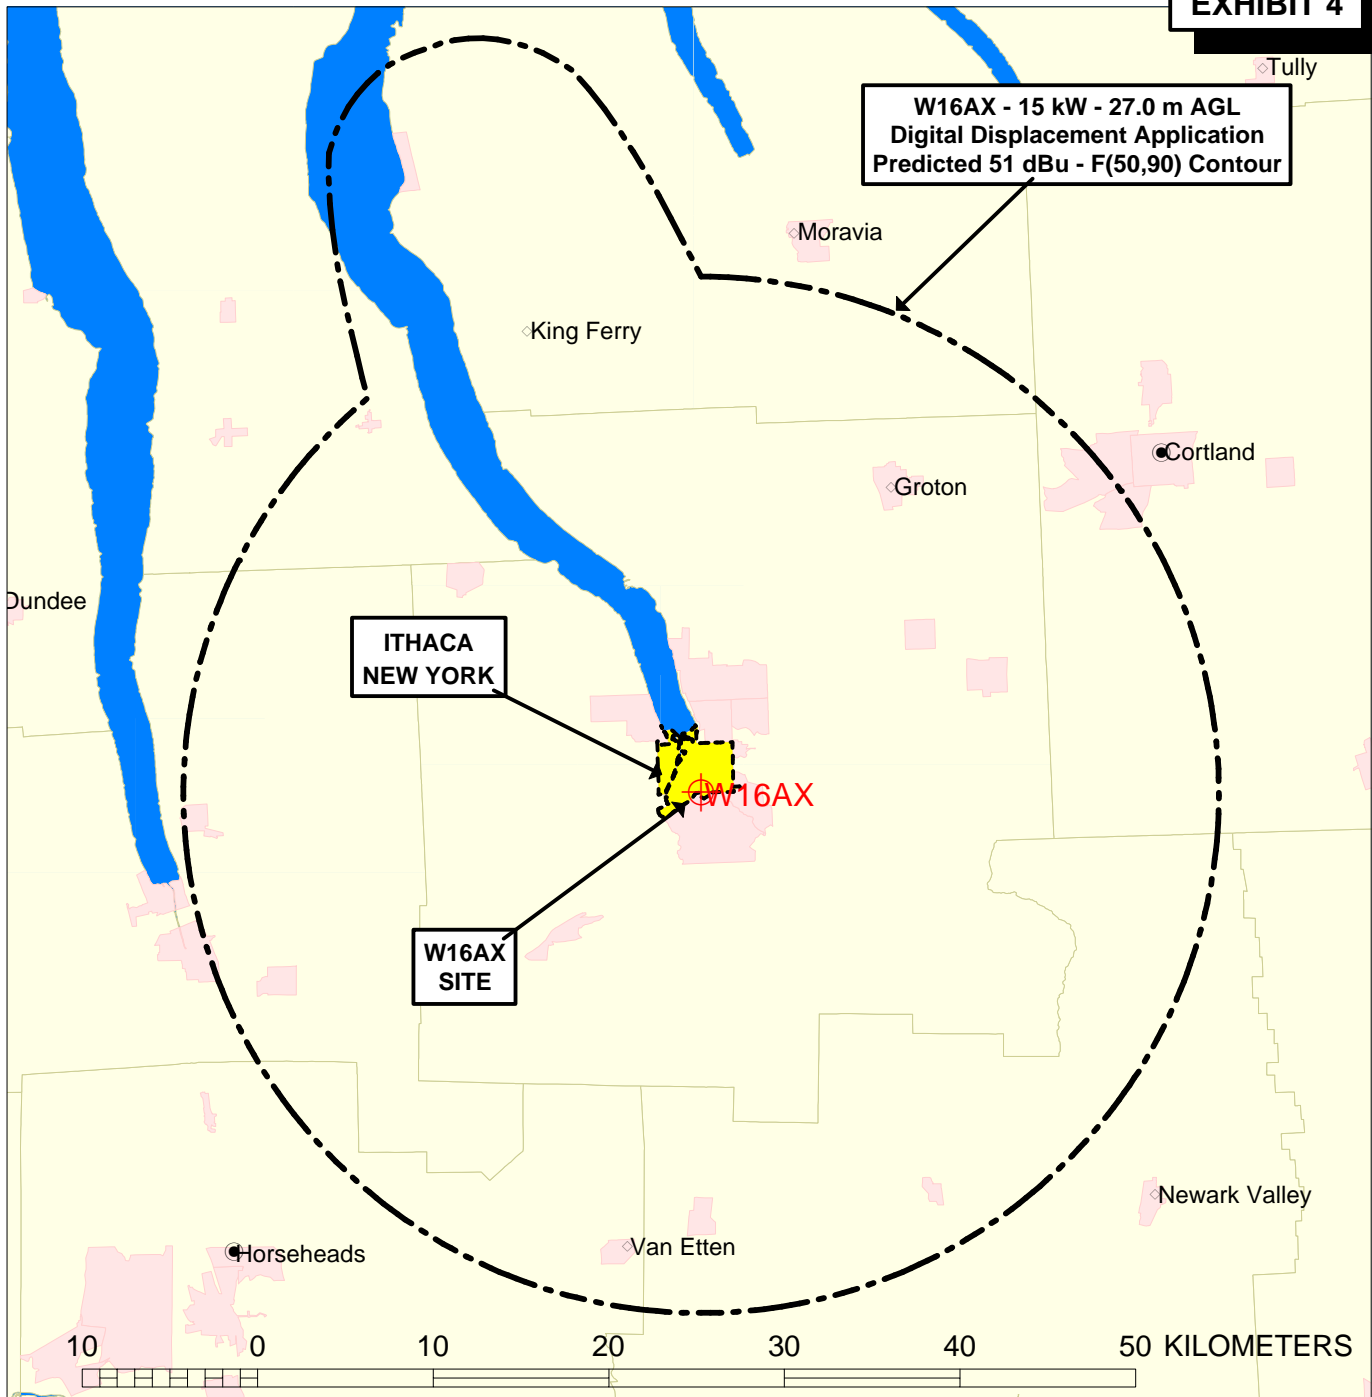 EXHIBIT 4
Tully
W16AX - 15 kW - 27.0 m AGL
Digital Displacement Application
Predicted 51 dBu - F(50,90) Contour
Moravia
King Ferry
Cortland
Groton
Dundee
ITHACA
NEW YORK
W16AX
W16AX
SITE
Newark Valley
Van Etten
Horseheads
10 0 10 20 30 40 50 KILOMETERS